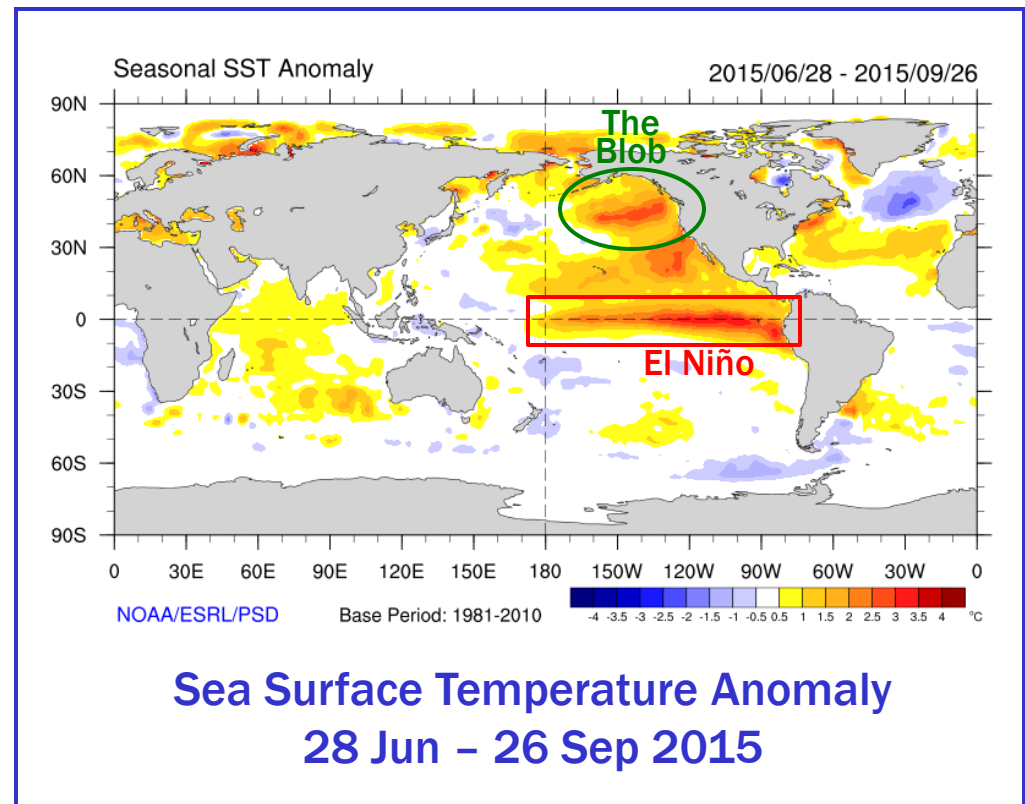 Seasonal SST Anomaly 2015/06/28 - 2015/09/26
90N
The
Blob
60N
30N
0
El Niño
30S
60S
90S
0 30E 60E 90E 120E 150E 180 150W 120W 90W 60W 30W 0
NOAA/ESRL/PSD Base Period: 1981-2010
-4 -3.5 -3 -2.5 -2 -1.5 -1 -0.5 0.5 1 1.5 2 2.5 3 3.5 4 °C
Sea Surface Temperature Anomaly
28 Jun – 26 Sep 2015